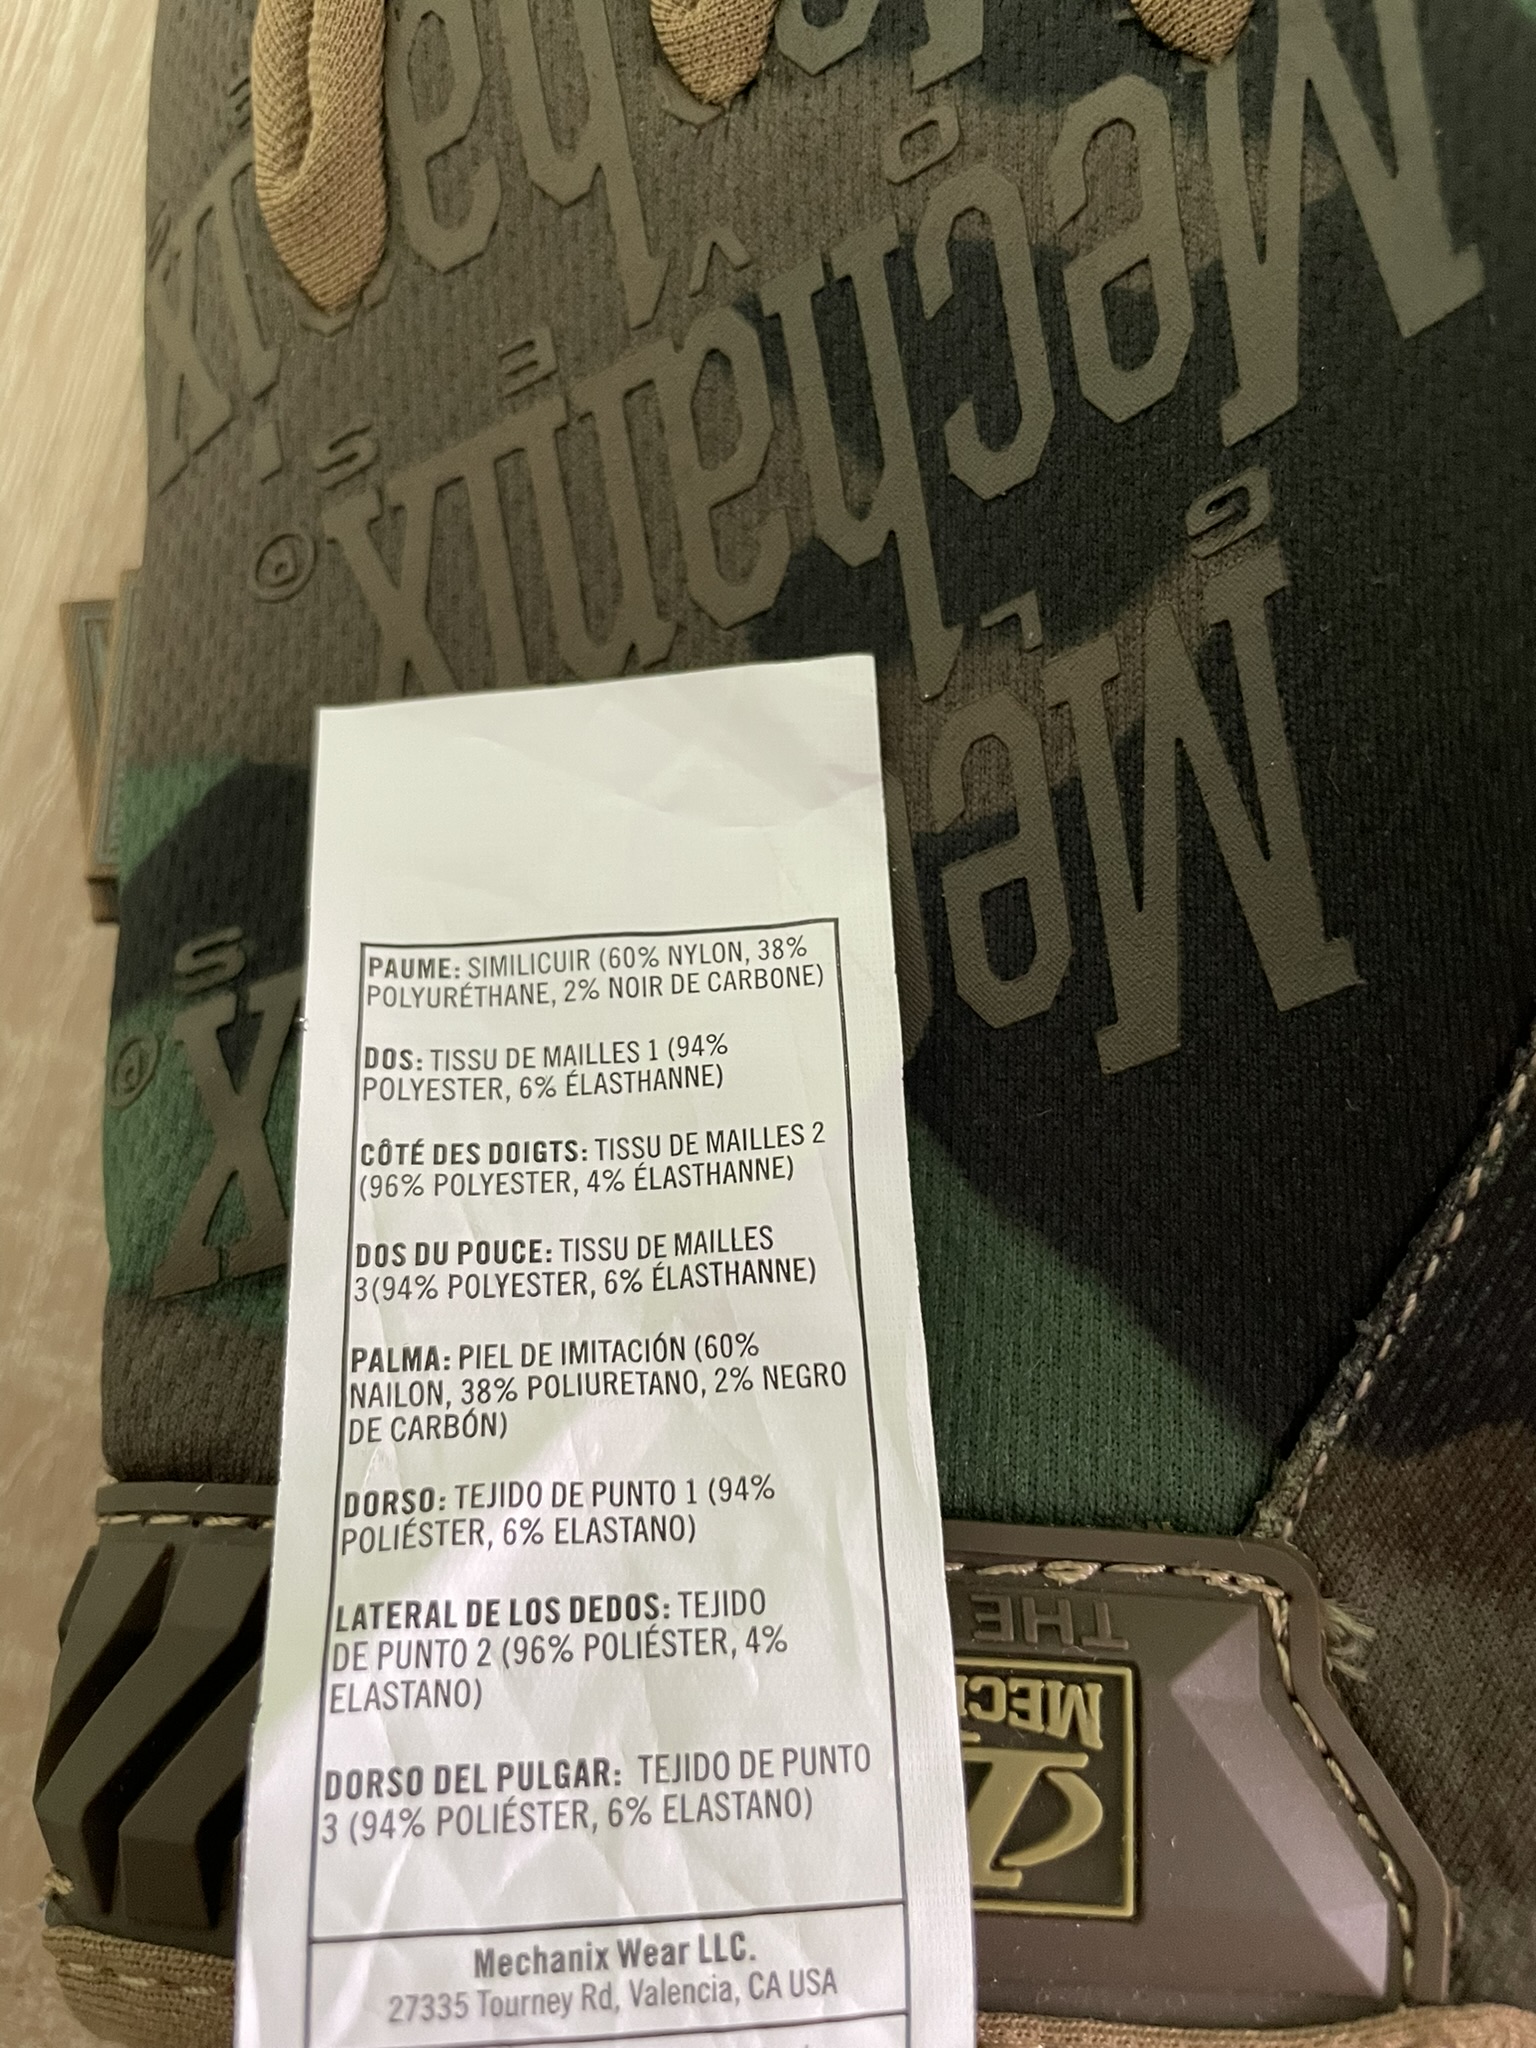 Mechanix
Mechanix
PAUME: SIMILICUIR (60% NYLON, 38%
POLYURÉTHANE, 2% NOIR DE CARBONE)
DOS: TISSU DE MAILLES 1 (94%
POLYESTER, 6% ÉLASTHANNE)
CÔTÉ DES DOIGTS: TISSU DE MAILLES 2
(96% POLYESTER, 4% ÉLASTHANNE)
DOS DU POUCE: TISSU DE MAILLES
3(94% POLYESTER, 6% ÉLASTHANNE)
PALMA: PIEL DE IMITACIÓN (60%
NAILON, 38% POLIURETANO, 2% NEGRO
DE CARBÓN)
DORSO: TEJIDO DE PUNTO 1 (94%
POLIÉSTER, 6% ELASTANO)
LATERAL DE LOS DEDOS: TEJIDO
DE PUNTO 2 (96% POLIÉSTER, 4%
ELASTANO)
DORSO DEL PULGAR: TEJIDO DE PUNTO
3 (94% POLIÉSTER, 6% ELASTANO)
Mechanix Wear LLC.
27335 Tourney Rd, Valencia, CA USA
THE